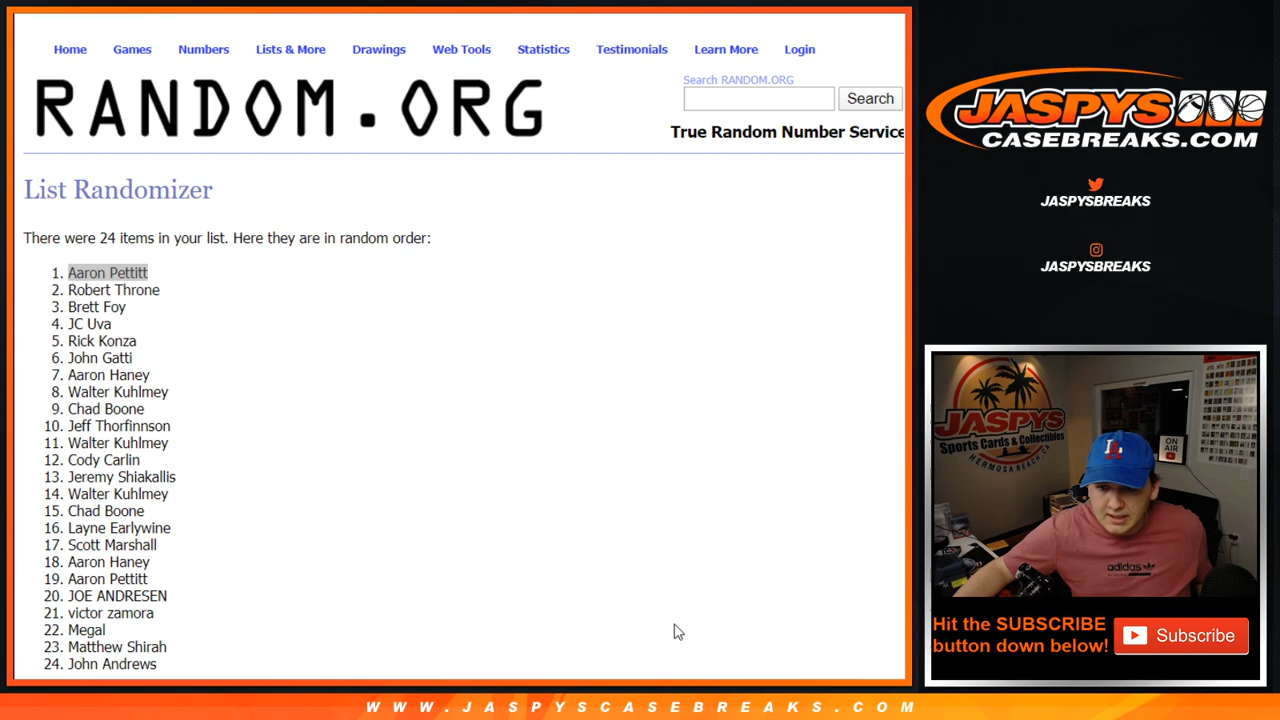 Home Games Numbers Lists & More Drawings Web Tools Statistics Testimonials Learn More Login
RANDOM.ORG
Search RANDOM.ORG
Search
True Random Number Service
List Randomizer
There were 24 items in your list. Here they are in random order:
1. Aaron Pettitt
2. Robert Throne
3. Brett Foy
4. JC Uva
5. Rick Konza
6. John Gatti
7. Aaron Haney
8. Walter Kuhlmey
9. Chad Boone
10. Jeff Thorfinnson
11. Walter Kuhlmey
12. Cody Carlin
13. Jeremy Shiakallis
14. Walter Kuhlmey
15. Chad Boone
16. Layne Earlywine
17. Scott Marshall
18. Aaron Haney
19. Aaron Pettitt
20. JOE ANDRESEN
21. victor zamora
22. Megal
23. Matthew Shirah
24. John Andrews
JASPYS
CASEBREAKS.COM
JASPYSBREAKS
JASPYSBREAKS
JASPYS
Sports Cards & Collectibles
HERMOSA BEACH, CA
ON AIR
LA
adidas
Hit the SUBSCRIBE
button down below!
Subscribe
WWW.JASPYSCASEBREAKS.COM